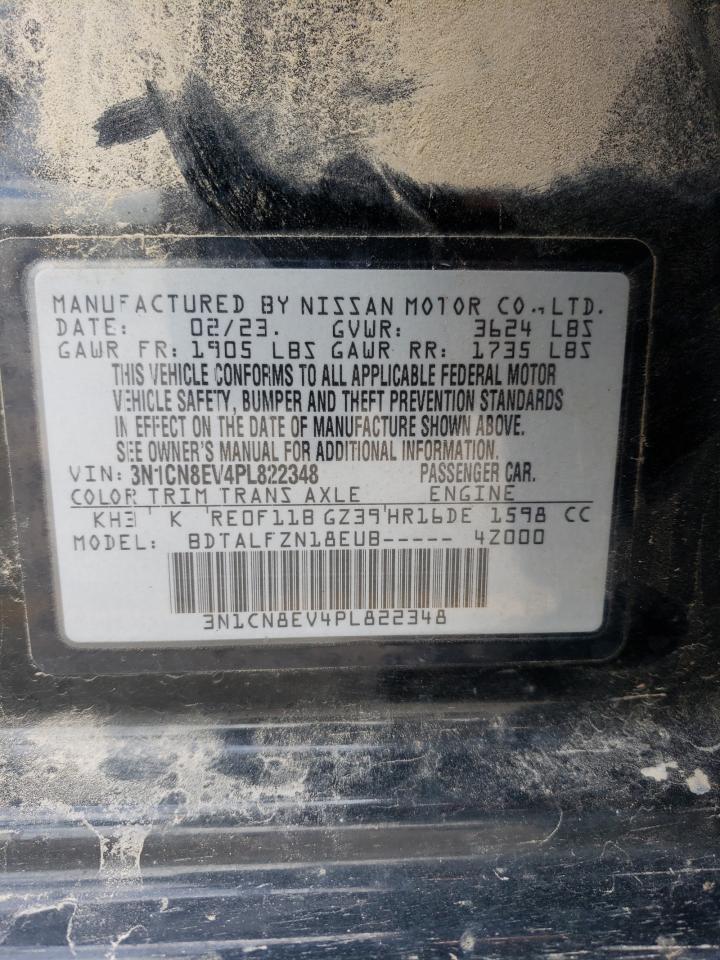 MANUFACTURED BY NISSAN MOTOR CO., LTD.
DATE: 02/23. GVWR: 3624 LBS
GAWR FR: 1905 LBS GAWR RR: 1735 LBS
THIS VEHICLE CONFORMS TO ALL APPLICABLE FEDERAL MOTOR
VEHICLE SAFETY, BUMPER AND THEFT PREVENTION STANDARDS
IN EFFECT ON THE DATE OF MANUFACTURE SHOWN ABOVE.
SEE OWNER'S MANUAL FOR ADDITIONAL INFORMATION.
VIN: 3N1CN8EV4PL822348 PASSENGER CAR.
COLOR TRIM TRANS AXLE ENGINE
KH3 K RE0F11B GZ39 HR16DE 1598 CC
MODEL: BDTALFZN18EUB----- 4Z000
3N1CN8EV4PL822348